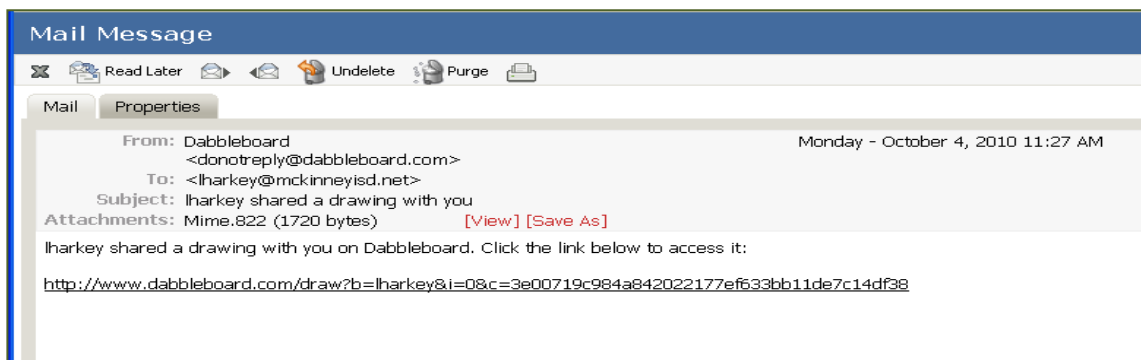 Mail Message
Read Later Undelete Purge
Mail Properties
From: Dabbleboard Monday - October 4, 2010 11:27 AM
<donotreply@dabbleboard.com>
To: <lharkey@mckinneyisd.net>
Subject: lharkey shared a drawing with you
Attachments: Mime.822 (1720 bytes) [View] [Save As]
lharkey shared a drawing with you on Dabbleboard. Click the link below to access it:
http://www.dabbleboard.com/draw?b=lharkey&i=0&c=3e00719c984a842022177ef633bb11de7c14df38